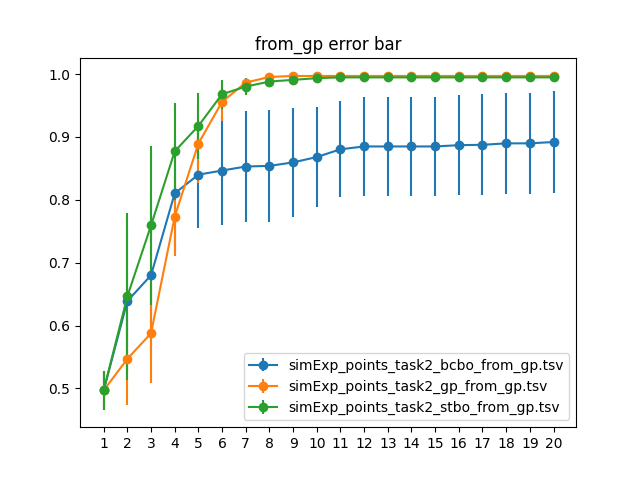 from_gp error bar
1.0
0.9
0.8
0.7
0.6
0.5
simExp_points_task2_bcbo_from_gp.tsv
simExp_points_task2_gp_from_gp.tsv
simExp_points_task2_stbo_from_gp.tsv
1 2 3 4 5 6 7 8 9 10 11 12 13 14 15 16 17 18 19 20